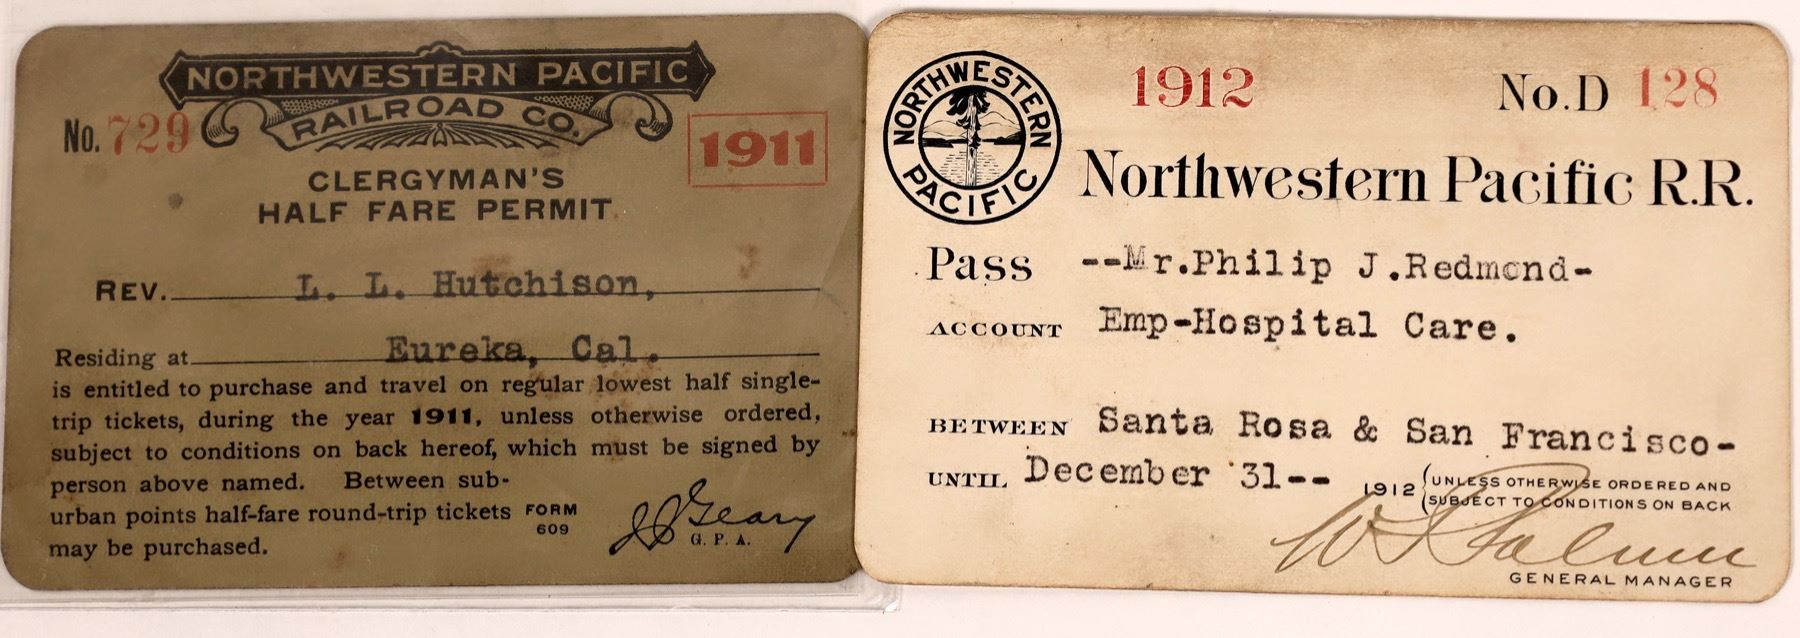 NORTHWESTERN PACIFIC
RAILROAD CO.
No. 729
1911
CLERGYMAN'S
HALF FARE PERMIT
REV. L. L. Hutchison,
Residing at Eureka, Cal.
is entitled to purchase and travel on regular lowest half single-
trip tickets, during the year 1911, unless otherwise ordered,
subject to conditions on back hereof, which must be signed by
person above named. Between sub-
urban points half-fare round-trip tickets
may be purchased.
FORM
609
J J Geary
G. P. A.
NORTHWESTERN
PACIFIC
1912
No. D 128
Northwestern Pacific R.R.
Pass --Mr.Philip J.Redmond-
ACCOUNT Emp-Hospital Care.
BETWEEN Santa Rosa & San Francisco-
UNTIL December 31-- 1912 (UNLESS OTHERWISE ORDERED AND
SUBJECT TO CONDITIONS ON BACK
GENERAL MANAGER